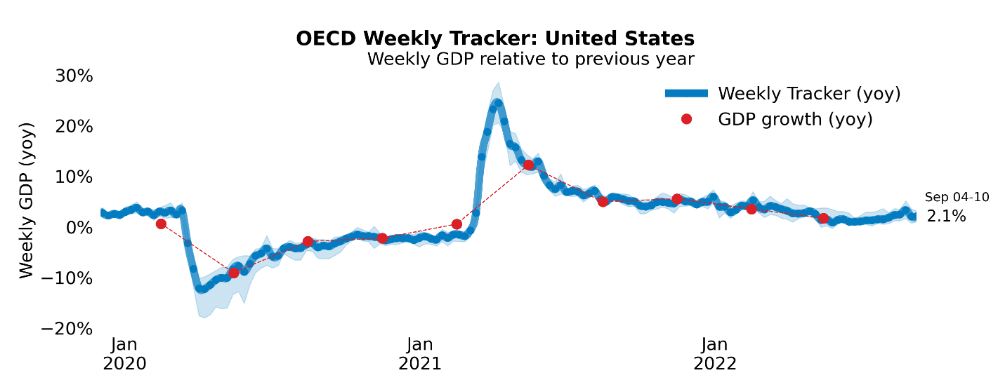 OECD Weekly Tracker: United States
Weekly GDP relative to previous year
Weekly GDP (yoy)
30%
20%
10%
0%
−10%
−20%
Weekly Tracker (yoy)
GDP growth (yoy)
Sep 04-10
2.1%
Jan
2020
Jan
2021
Jan
2022